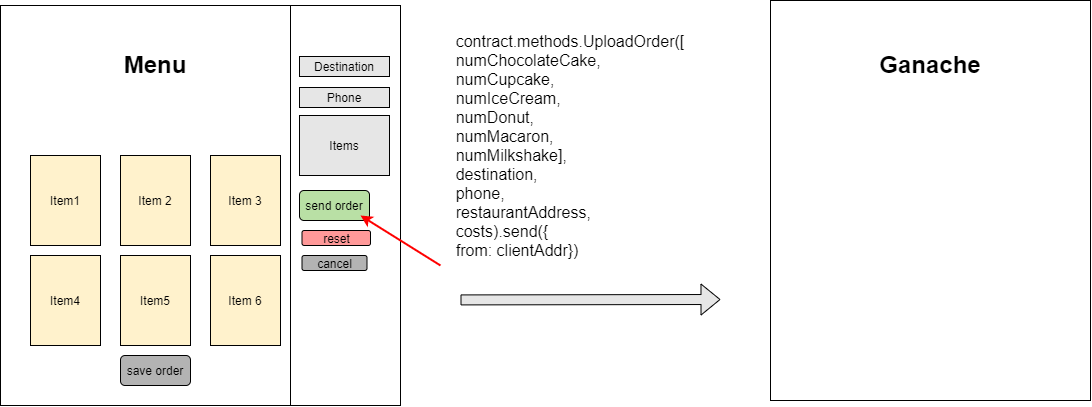 Menu
Item1
Item 2
Item 3
Item4
Item5
Item 6
save order
Destination
Phone
Items
send order
reset
cancel
contract.methods.UploadOrder([
numChocolateCake,
numCupcake,
numIceCream,
numDonut,
numMacaron,
numMilkshake],
destination,
phone,
restaurantAddress,
costs).send({
from: clientAddr})
Ganache